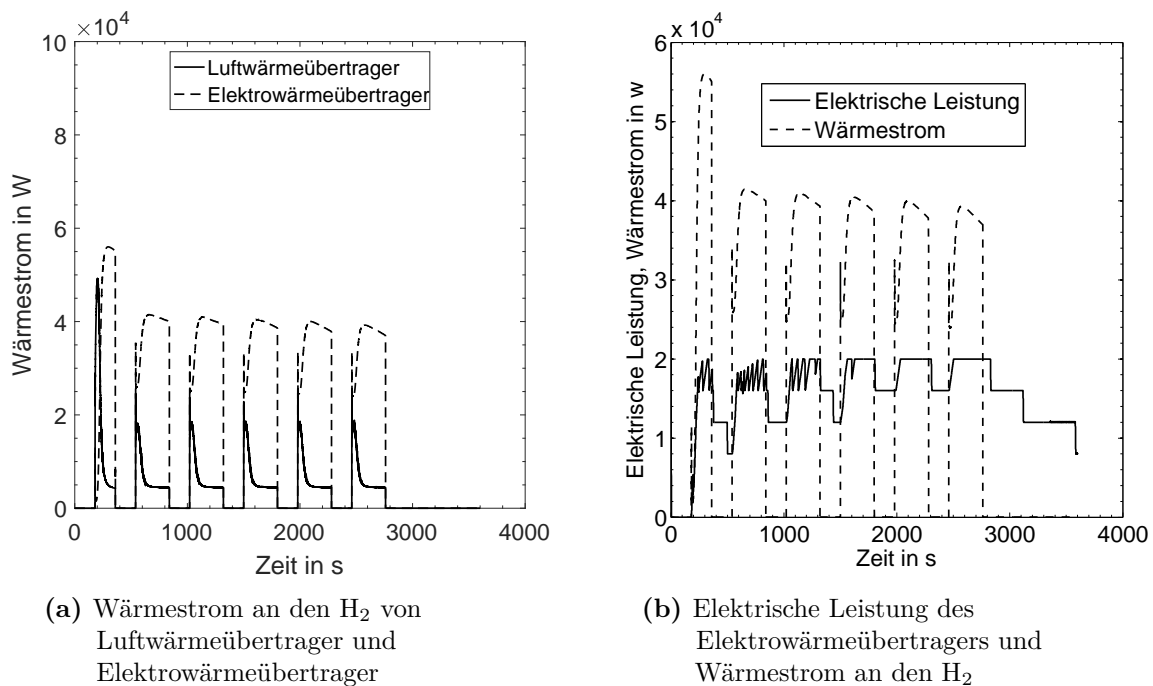 ×10⁴
10
8
6
4
2
0
0
1000
2000
3000
4000
Wärmestrom in W
Zeit in s
Luftwärmeübertrager
Elektrowärmeübertrager
(a) Wärmestrom an den H₂ von
Luftwärmeübertrager und
Elektrowärmeübertrager
x 10⁴
6
5
4
3
2
1
0
0
1000
2000
3000
4000
Elektrische Leistung, Wärmestrom in w
Zeit in s
Elektrische Leistung
Wärmestrom
(b) Elektrische Leistung des
Elektrowärmeübertragers und
Wärmestrom an den H₂